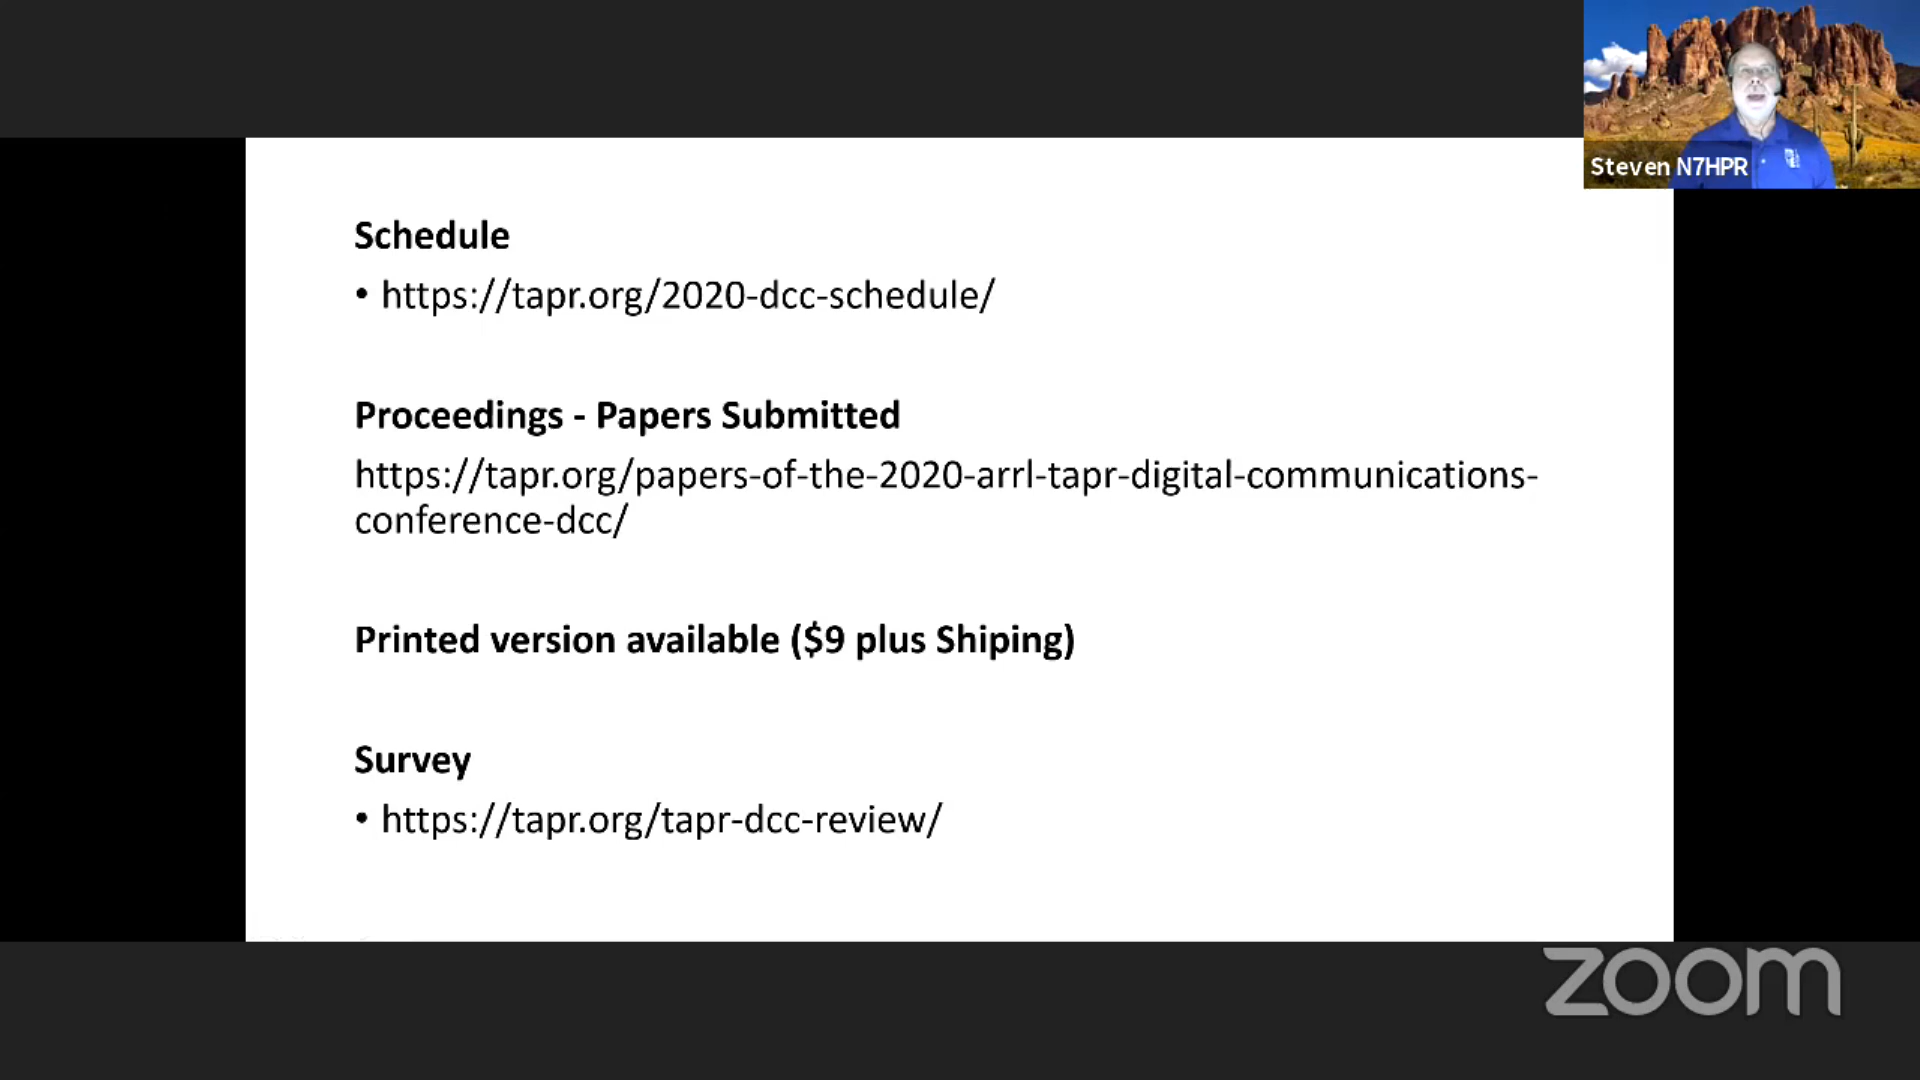 Steven N7HPR
Schedule
• https://tapr.org/2020-dcc-schedule/
Proceedings - Papers Submitted
https://tapr.org/papers-of-the-2020-arrl-tapr-digital-communications-
conference-dcc/
Printed version available ($9 plus Shiping)
Survey
• https://tapr.org/tapr-dcc-review/
zoom